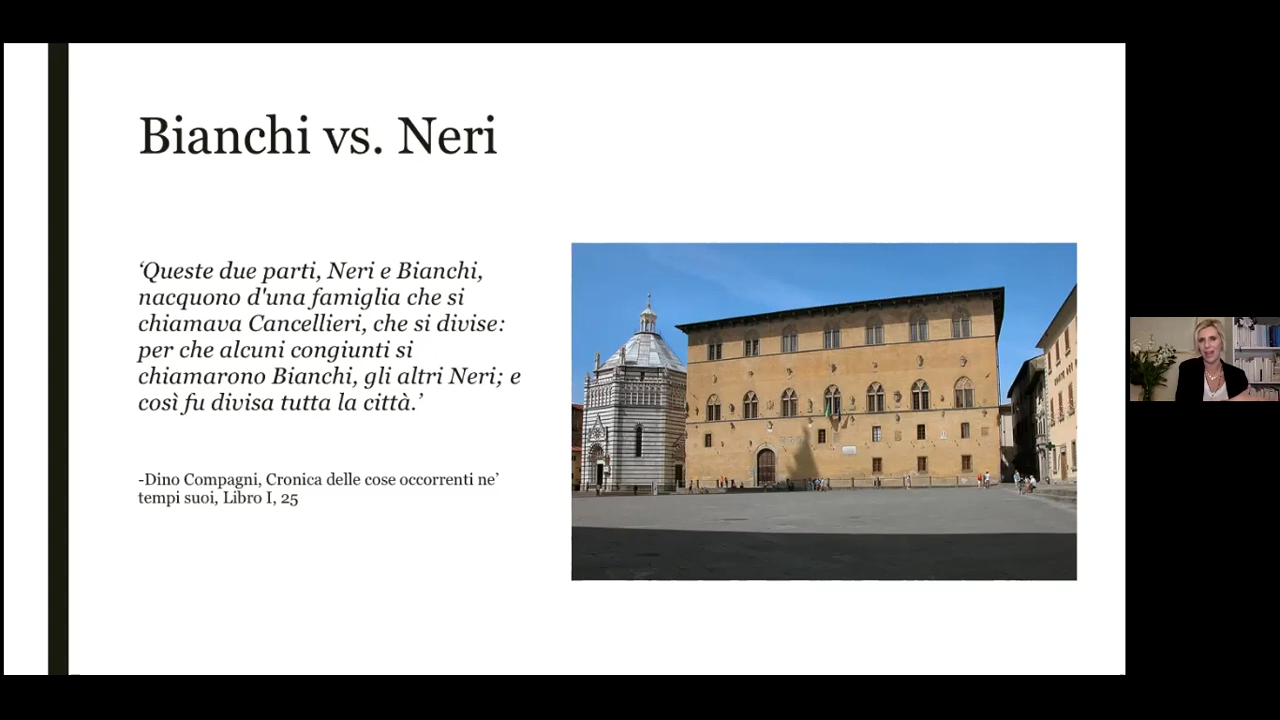 Bianchi vs. Neri
‘Queste due parti, Neri e Bianchi,
nacquono d'una famiglia che si
chiamava Cancellieri, che si divise:
per che alcuni congiunti si
chiamarono Bianchi, gli altri Neri; e
così fu divisa tutta la città.’
-Dino Compagni, Cronica delle cose occorrenti ne’
tempi suoi, Libro I, 25